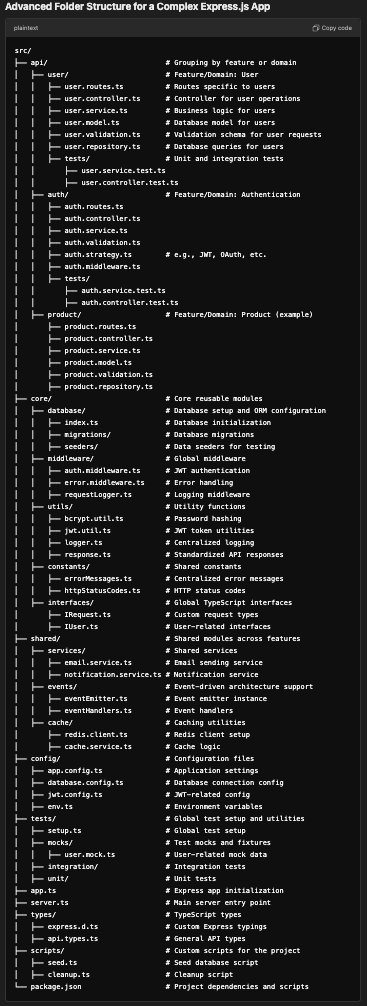 Advanced Folder Structure for a Complex Express.js App
plaintext Copy code
src/
├── api/ # Grouping by feature or domain
│ ├── user/ # Feature/Domain: User
│ │ ├── user.routes.ts # Routes specific to users
│ │ ├── user.controller.ts # Controller for user operations
│ │ ├── user.service.ts # Business logic for users
│ │ ├── user.model.ts # Database model for users
│ │ ├── user.validation.ts # Validation schema for user requests
│ │ ├── user.repository.ts # Database queries for users
│ │ ├── tests/ # Unit and integration tests
│ │ ├── user.service.test.ts
│ │ ├── user.controller.test.ts
│ ├── auth/ # Feature/Domain: Authentication
│ │ ├── auth.routes.ts
│ │ ├── auth.controller.ts
│ │ ├── auth.service.ts
│ │ ├── auth.validation.ts
│ │ ├── auth.strategy.ts # e.g., JWT, OAuth, etc.
│ │ ├── auth.middleware.ts
│ │ ├── tests/
│ │ ├── auth.service.test.ts
│ │ ├── auth.controller.test.ts
│ ├── product/ # Feature/Domain: Product (example)
│ ├── product.routes.ts
│ ├── product.controller.ts
│ ├── product.service.ts
│ ├── product.model.ts
│ ├── product.validation.ts
│ ├── product.repository.ts
├── core/ # Core reusable modules
│ ├── database/ # Database setup and ORM configuration
│ │ ├── index.ts # Database initialization
│ │ ├── migrations/ # Database migrations
│ │ ├── seeders/ # Data seeders for testing
│ ├── middleware/ # Global middleware
│ │ ├── auth.middleware.ts # JWT authentication
│ │ ├── error.middleware.ts # Error handling
│ │ ├── requestLogger.ts # Logging middleware
│ ├── utils/ # Utility functions
│ │ ├── bcrypt.util.ts # Password hashing
│ │ ├── jwt.util.ts # JWT token utilities
│ │ ├── logger.ts # Centralized logging
│ │ ├── response.ts # Standardized API responses
│ ├── constants/ # Shared constants
│ │ ├── errorMessages.ts # Centralized error messages
│ │ ├── httpStatusCodes.ts # HTTP status codes
│ ├── interfaces/ # Global TypeScript interfaces
│ ├── IRequest.ts # Custom request types
│ ├── IUser.ts # User-related interfaces
├── shared/ # Shared modules across features
│ ├── services/ # Shared services
│ │ ├── email.service.ts # Email sending service
│ │ ├── notification.service.ts # Notification service
│ ├── events/ # Event-driven architecture support
│ │ ├── eventEmitter.ts # Event emitter instance
│ │ ├── eventHandlers.ts # Event handlers
│ ├── cache/ # Caching utilities
│ ├── redis.client.ts # Redis client setup
│ ├── cache.service.ts # Cache logic
├── config/ # Configuration files
│ ├── app.config.ts # Application settings
│ ├── database.config.ts # Database connection config
│ ├── jwt.config.ts # JWT-related config
│ ├── env.ts # Environment variables
├── tests/ # Global test setup and utilities
│ ├── setup.ts # Global test setup
│ ├── mocks/ # Test mocks and fixtures
│ │ ├── user.mock.ts # User-related mock data
│ ├── integration/ # Integration tests
│ ├── unit/ # Unit tests
├── app.ts # Express app initialization
├── server.ts # Main server entry point
├── types/ # TypeScript types
│ ├── express.d.ts # Custom Express typings
│ ├── api.types.ts # General API types
├── scripts/ # Custom scripts for the project
│ ├── seed.ts # Seed database script
│ ├── cleanup.ts # Cleanup script
└── package.json # Project dependencies and scripts